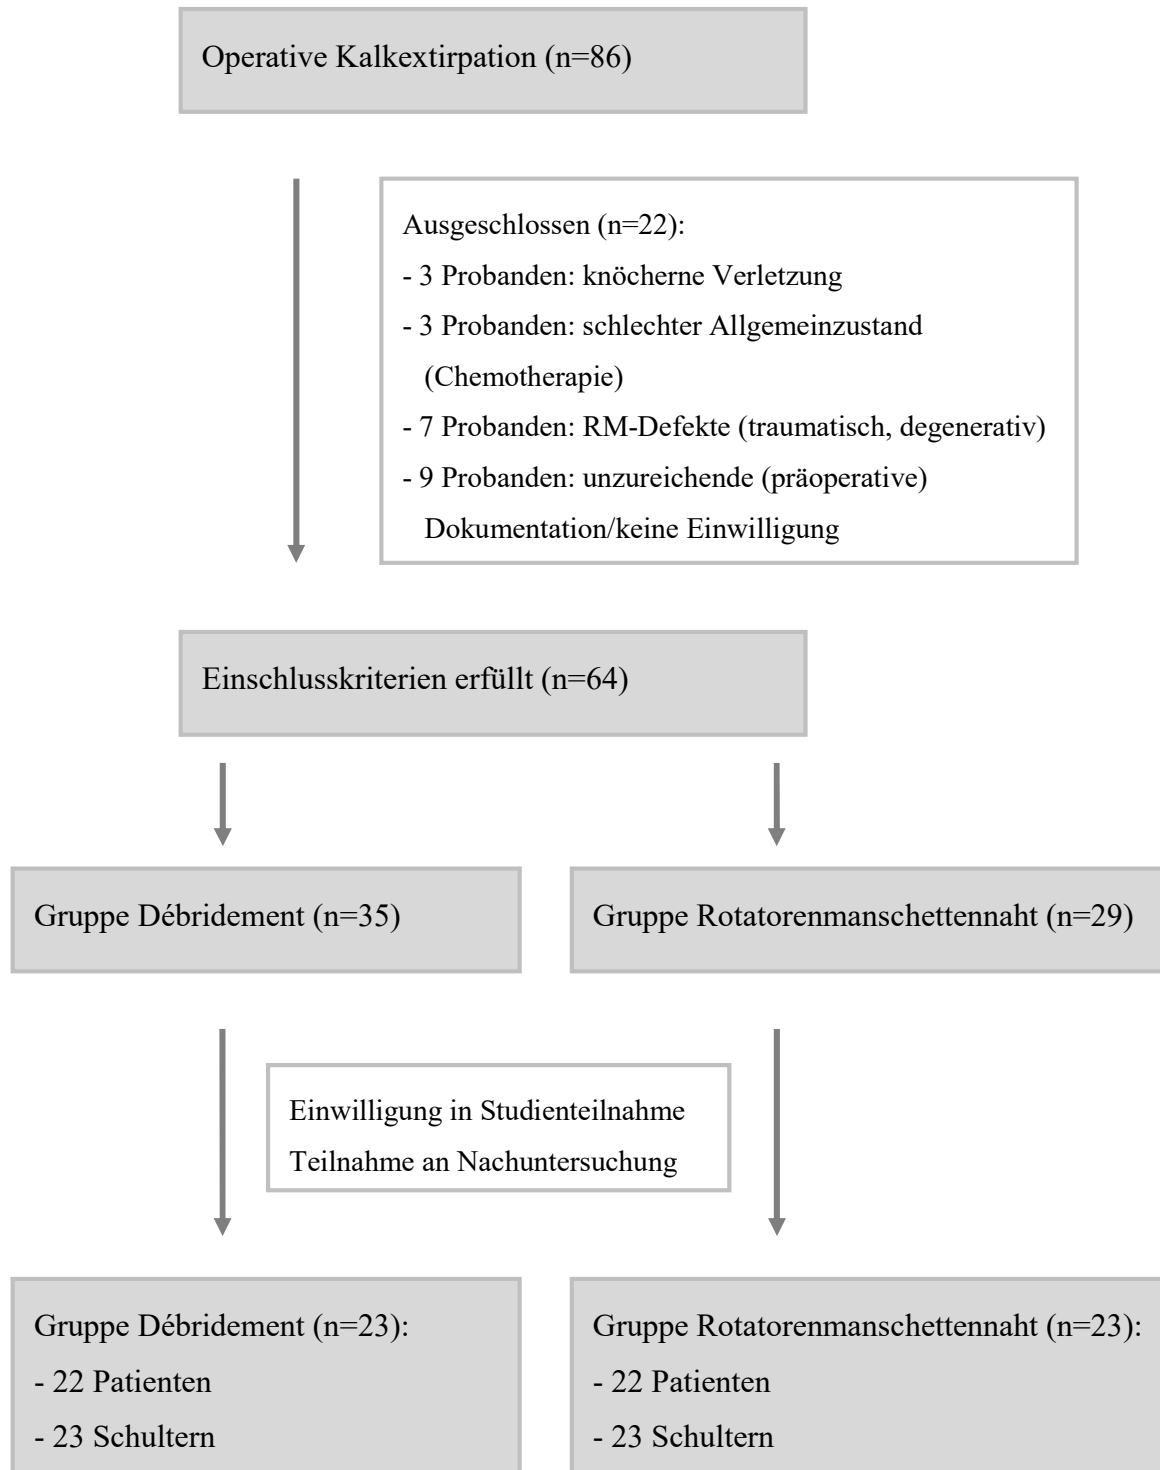 Operative Kalkextirpation (n=86)
Ausgeschlossen (n=22):
- 3 Probanden: knöcherne Verletzung
- 3 Probanden: schlechter Allgemeinzustand
(Chemotherapie)
- 7 Probanden: RM-Defekte (traumatisch, degenerativ)
- 9 Probanden: unzureichende (präoperative)
Dokumentation/keine Einwilligung
Einschlusskriterien erfüllt (n=64)
Gruppe Débridement (n=35)
Gruppe Rotatorenmanschettennaht (n=29)
Einwilligung in Studienteilnahme
Teilnahme an Nachuntersuchung
Gruppe Débridement (n=23):
- 22 Patienten
- 23 Schultern
Gruppe Rotatorenmanschettennaht (n=23):
- 22 Patienten
- 23 Schultern